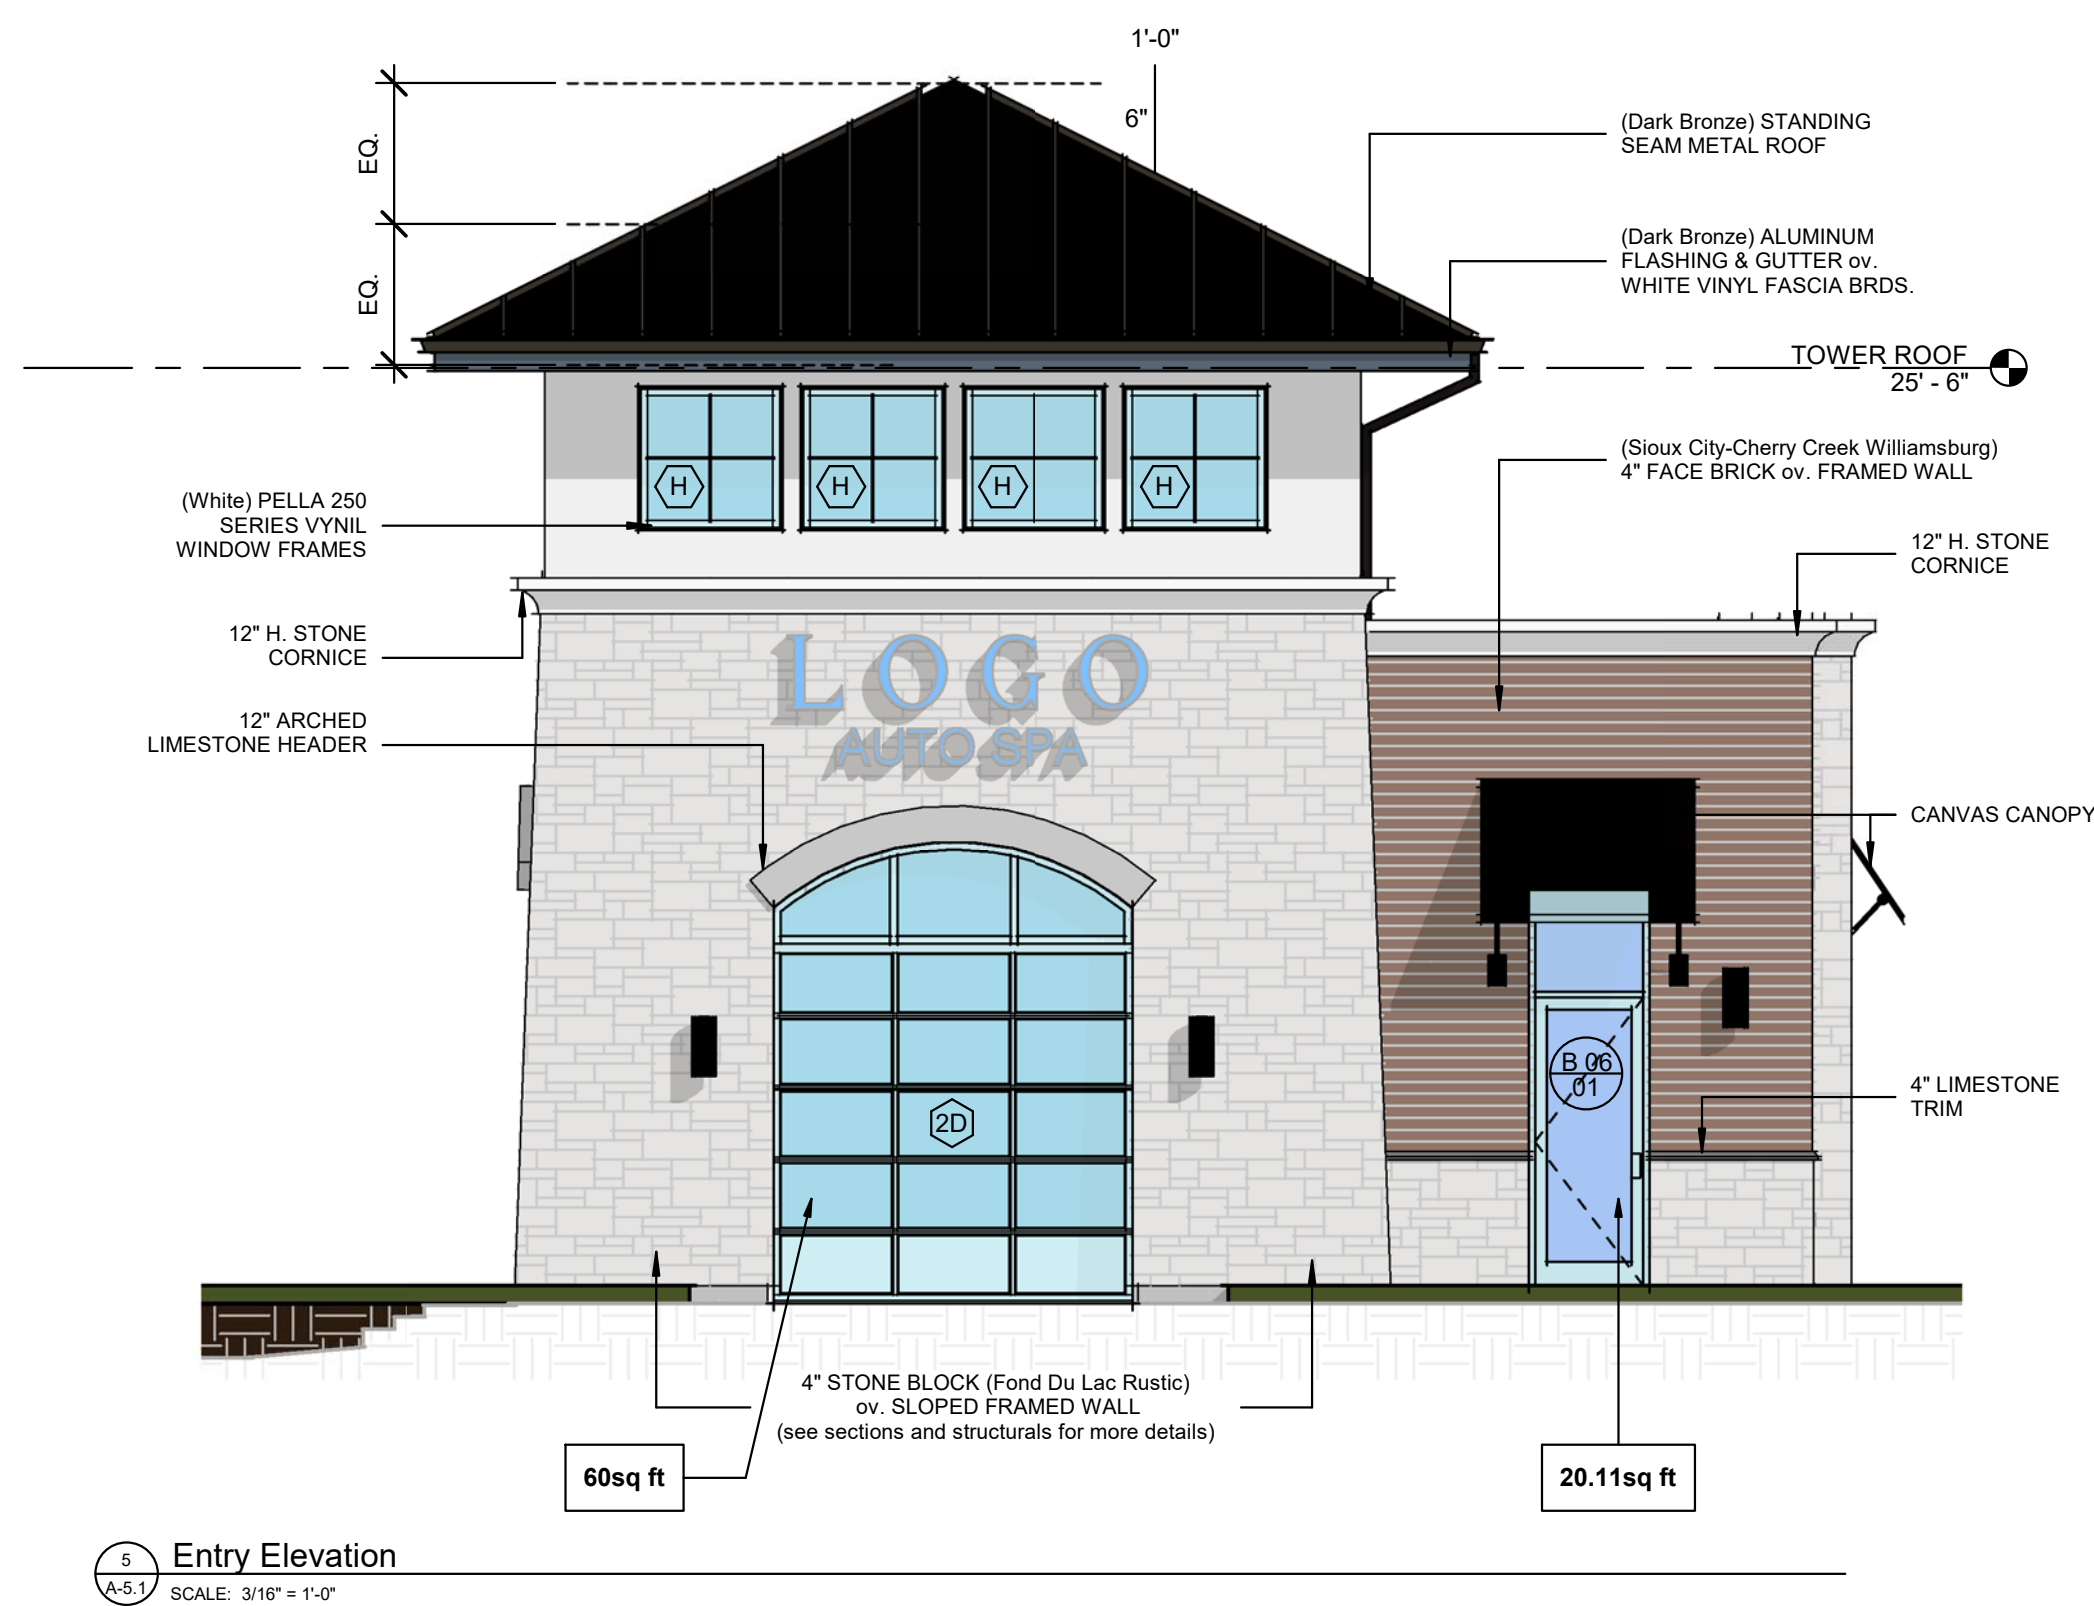 1'-0"
6"
EQ.
EQ.
(Dark Bronze) STANDING
SEAM METAL ROOF
(Dark Bronze) ALUMINUM
FLASHING & GUTTER ov.
WHITE VINYL FASCIA BRDS.
TOWER ROOF
25' - 6"
(Sioux City-Cherry Creek Williamsburg)
4" FACE BRICK ov. FRAMED WALL
H
H
H
H
(White) PELLA 250
SERIES VYNIL
WINDOW FRAMES
12" H. STONE
CORNICE
12" H. STONE
CORNICE
LOGO
AUTO SPA
12" ARCHED
LIMESTONE HEADER
CANVAS CANOPY
B 06
01
4" LIMESTONE
TRIM
2D
4" STONE BLOCK (Fond Du Lac Rustic)
ov. SLOPED FRAMED WALL
(see sections and structurals for more details)
60sq ft
20.11sq ft
5
A-5.1
Entry Elevation
SCALE: 3/16" = 1'-0"